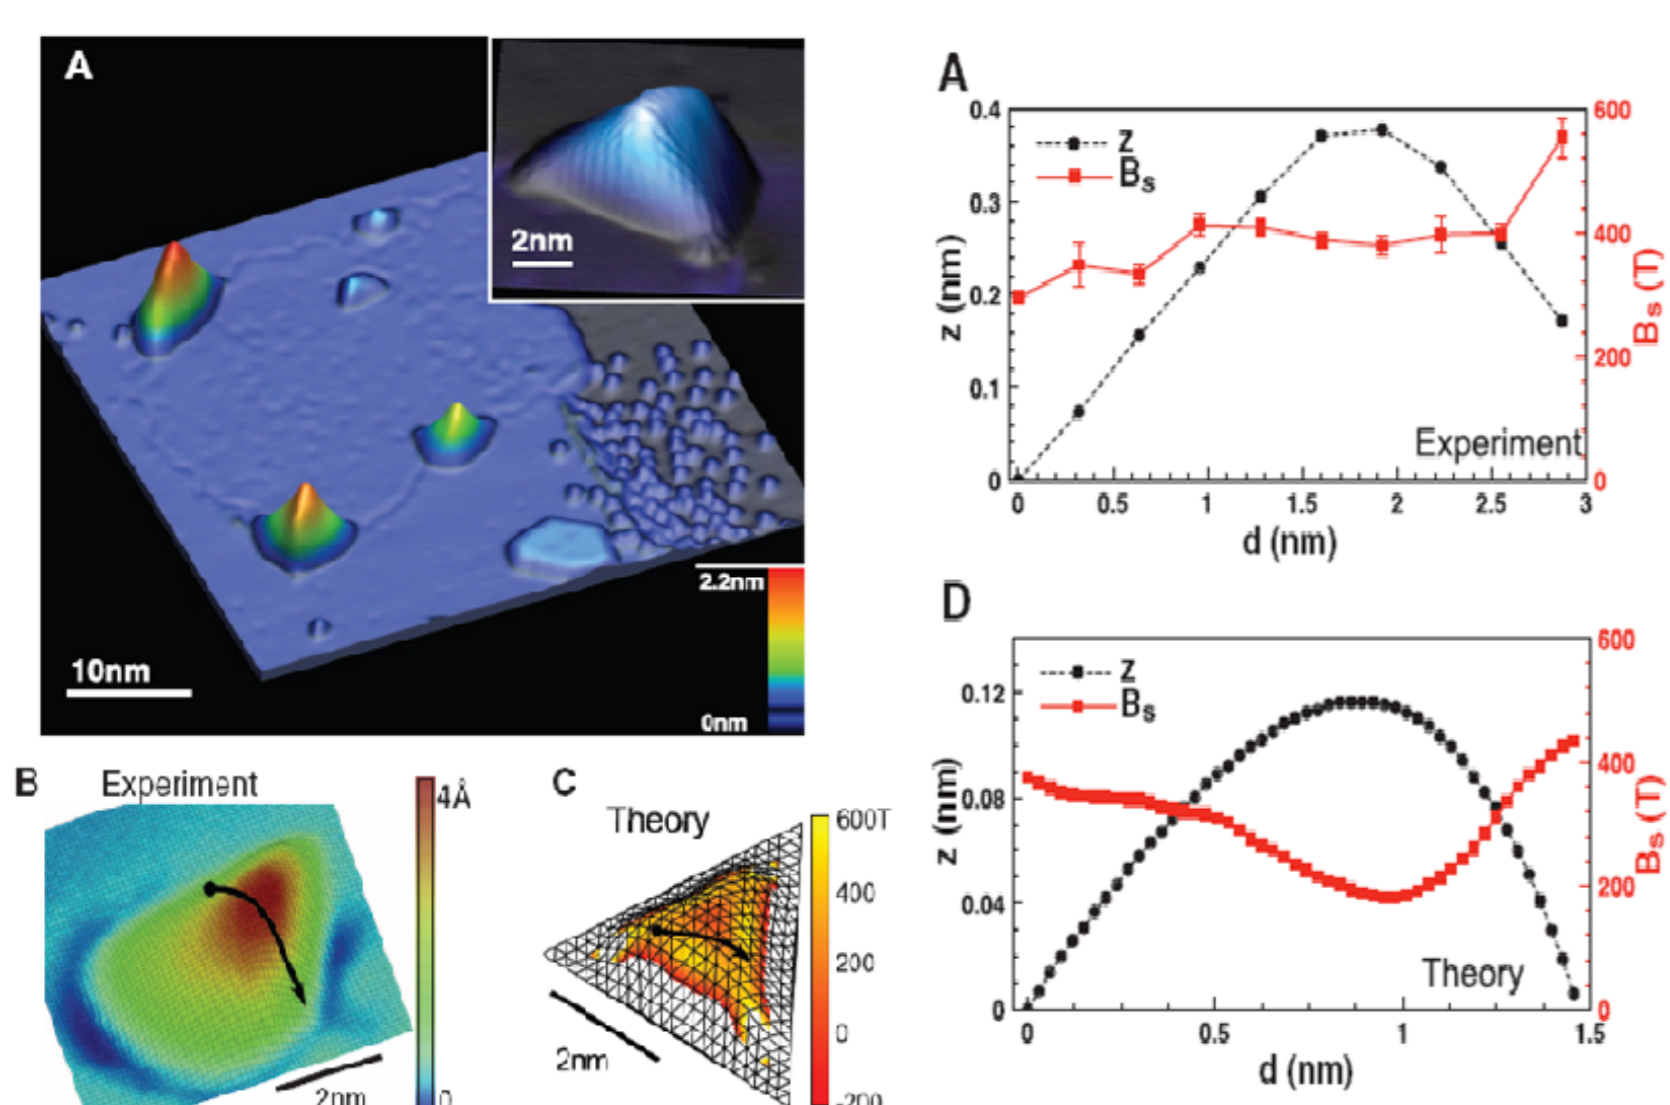 A
2nm
10nm
2.2nm
0nm
B
Experiment
4Å
0
2nm
C
Theory
600T
400
200
0
-200
2nm
A
z
Bs
0.4
0.3
0.2
0.1
0
z (nm)
600
400
200
0
Bs (T)
Experiment
0 0.5 1 1.5 2 2.5 3
d (nm)
D
z
Bs
0.12
0.08
0.04
0
z (nm)
600
400
200
0
Bs (T)
Theory
0 0.5 1 1.5
d (nm)